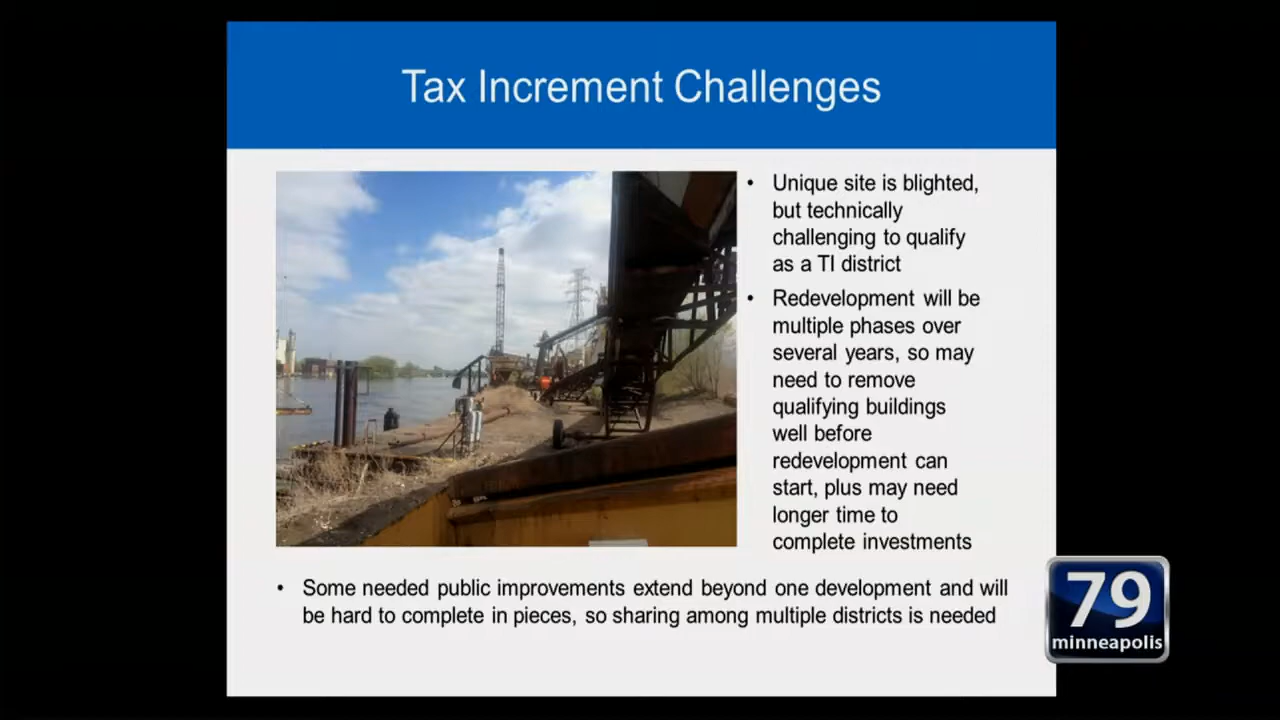 Tax Increment Challenges
• Unique site is blighted,
but technically
challenging to qualify
as a TI district
• Redevelopment will be
multiple phases over
several years, so may
need to remove
qualifying buildings
well before
redevelopment can
start, plus may need
longer time to
complete investments
• Some needed public improvements extend beyond one development and will
be hard to complete in pieces, so sharing among multiple districts is needed
79
minneapolis